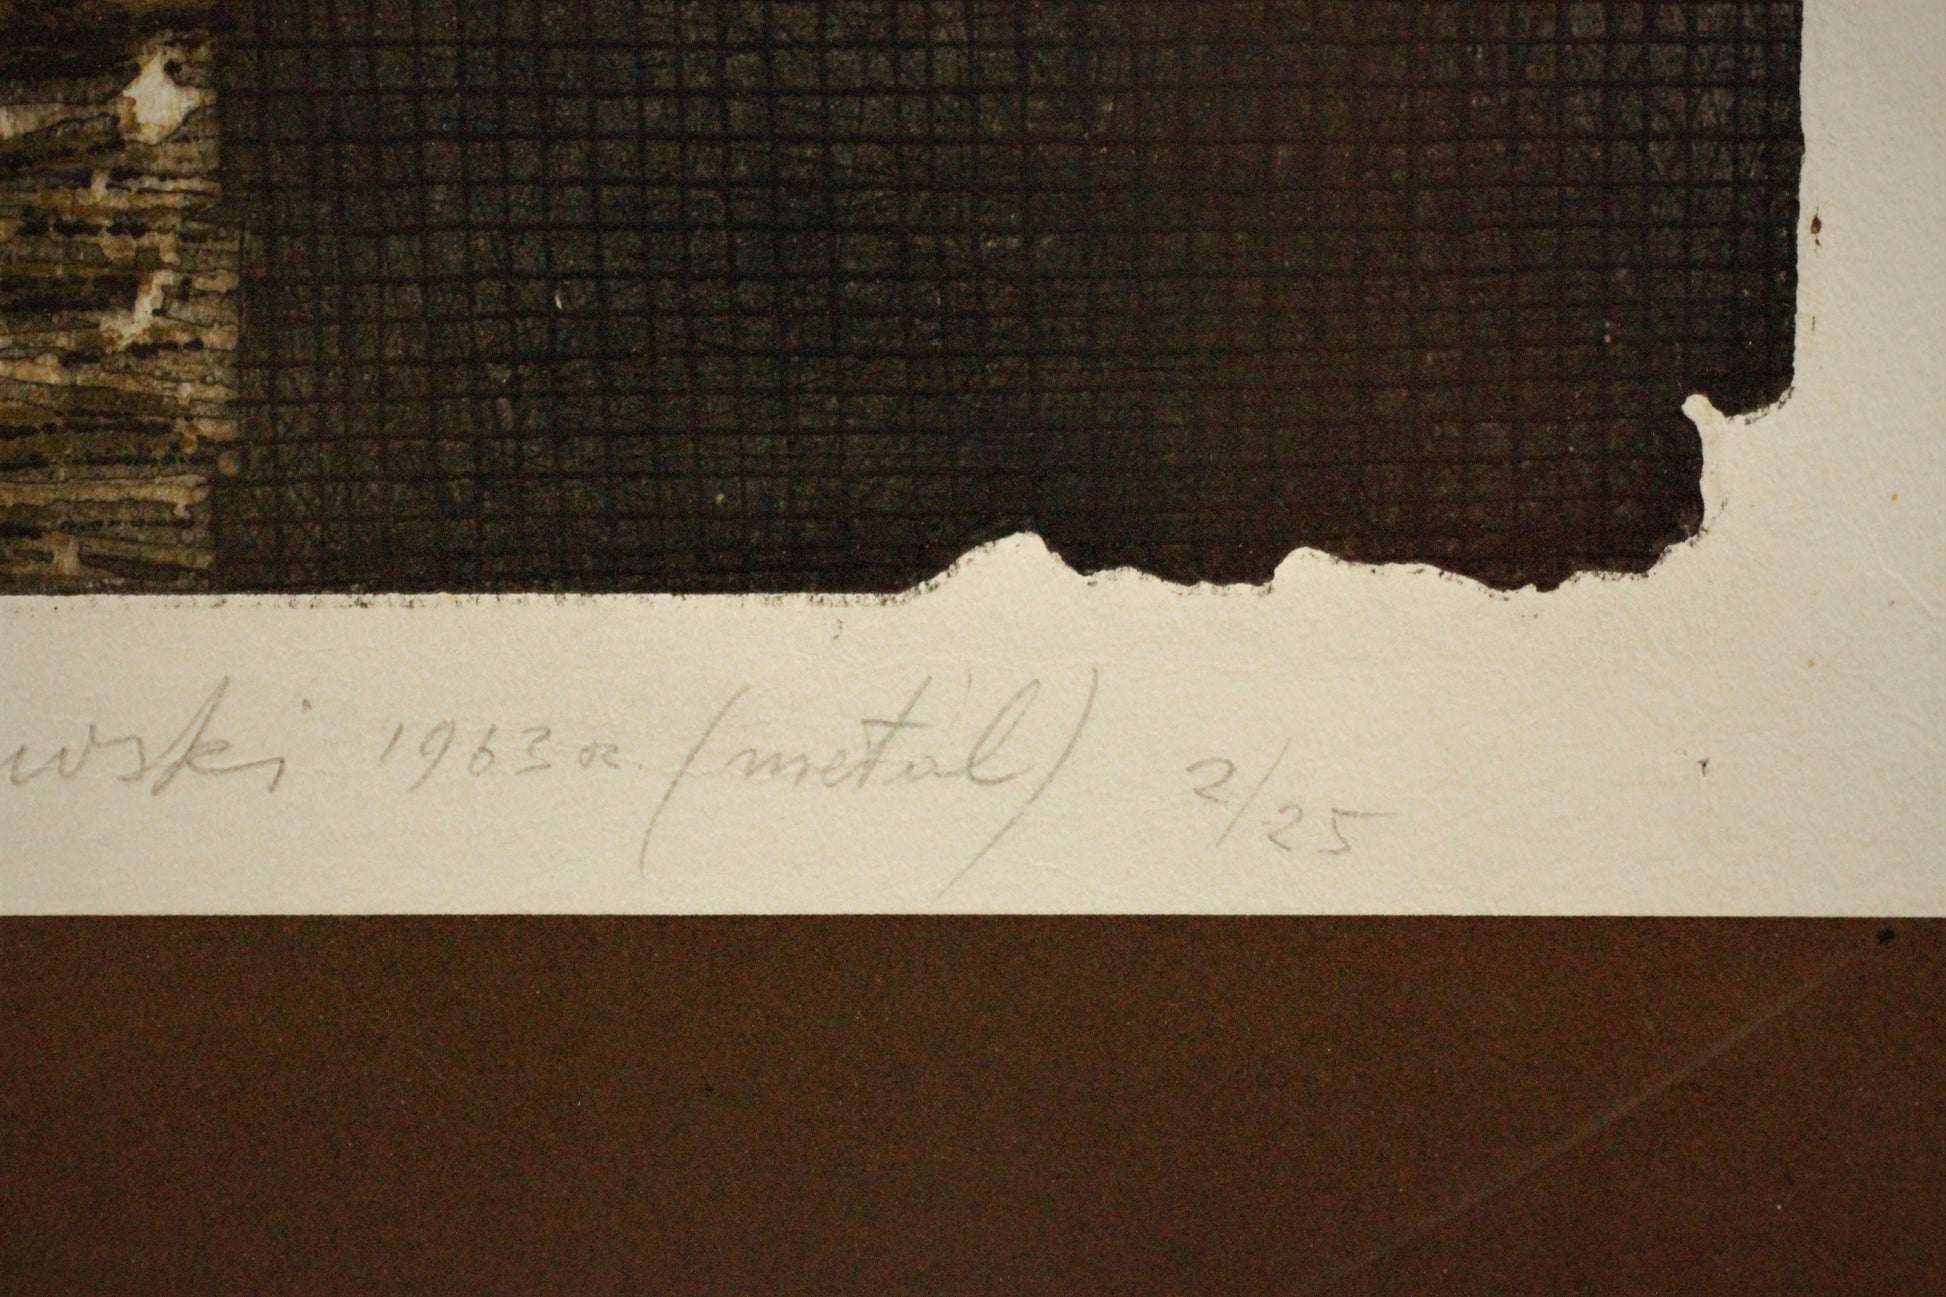 wski 1963 r. (metal) 2/25